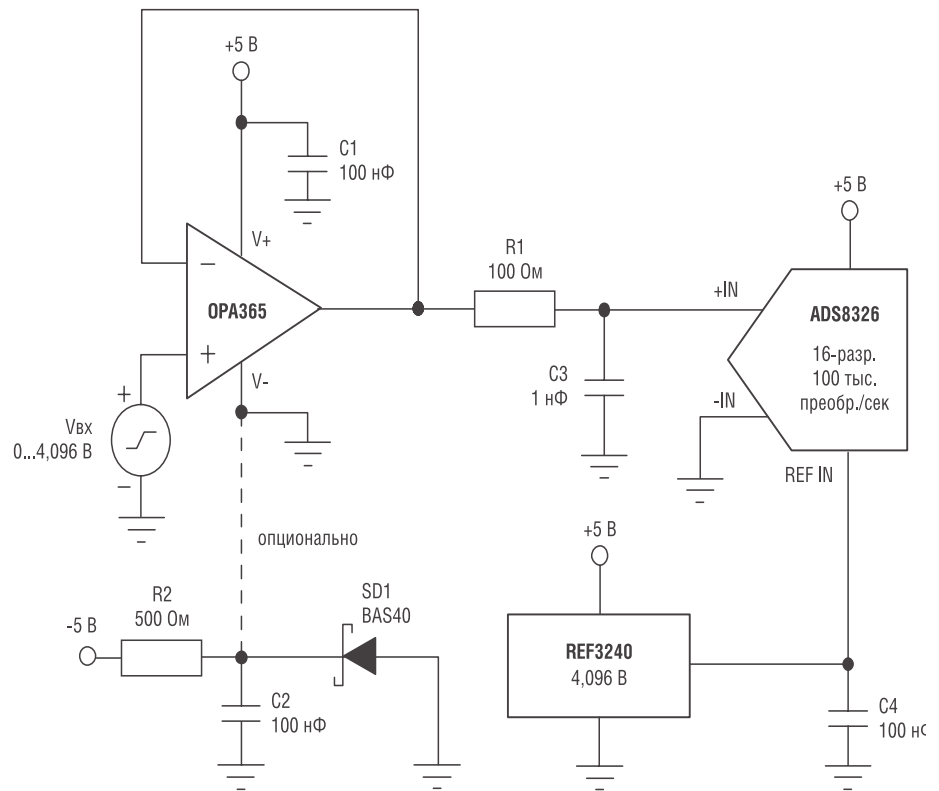 +5 В
C1
100 нФ
V+
−
OPA365
+
V-
+
Vвх
0...4,096 В
−
R1
100 Ом
C3
1 нФ
+5 В
+IN
ADS8326
16-разр.
100 тыс.
преобр./сек
-IN
REF IN
опционально
R2
500 Ом
-5 В
SD1
BAS40
C2
100 нФ
+5 В
REF3240
4,096 В
C4
100 нФ